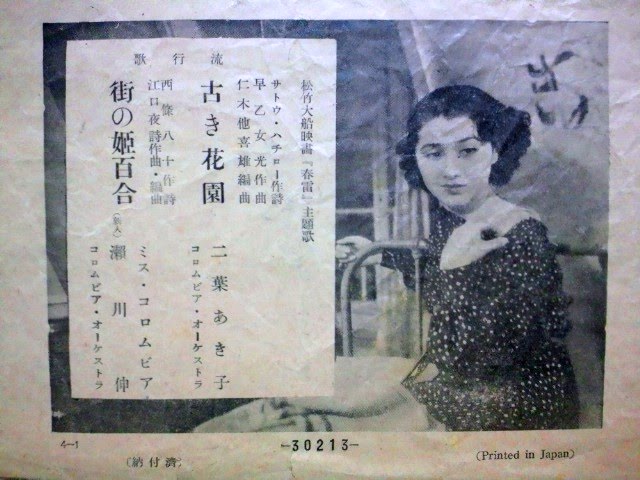 流行歌
松竹大船映畫『春雷』主題歌
サトウ・ハチロー作詩
早乙女光作曲
仁木他喜雄編曲
古き花園
二葉あき子
コロムビア・オーケストラ
西條八十作詩
江口夜詩作曲・編曲
街の姫百合
ミス・コロムビア
瀬川伸
コロムビア・オーケストラ
4-1
-30213-
(Printed in Japan)
(納付濟)